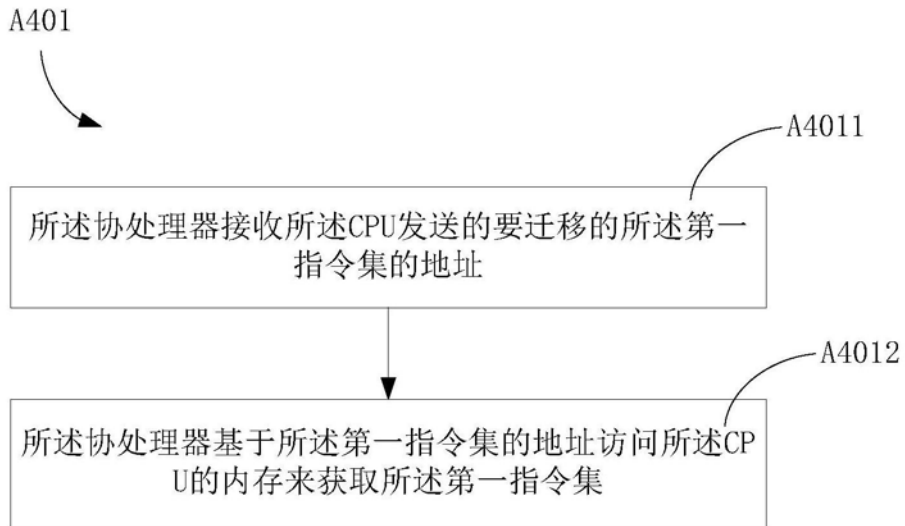 A401
A4011
所述协处理器接收所述CPU发送的要迁移的所述第一
指令集的地址
A4012
所述协处理器基于所述第一指令集的地址访问所述CP
U的内存来获取所述第一指令集